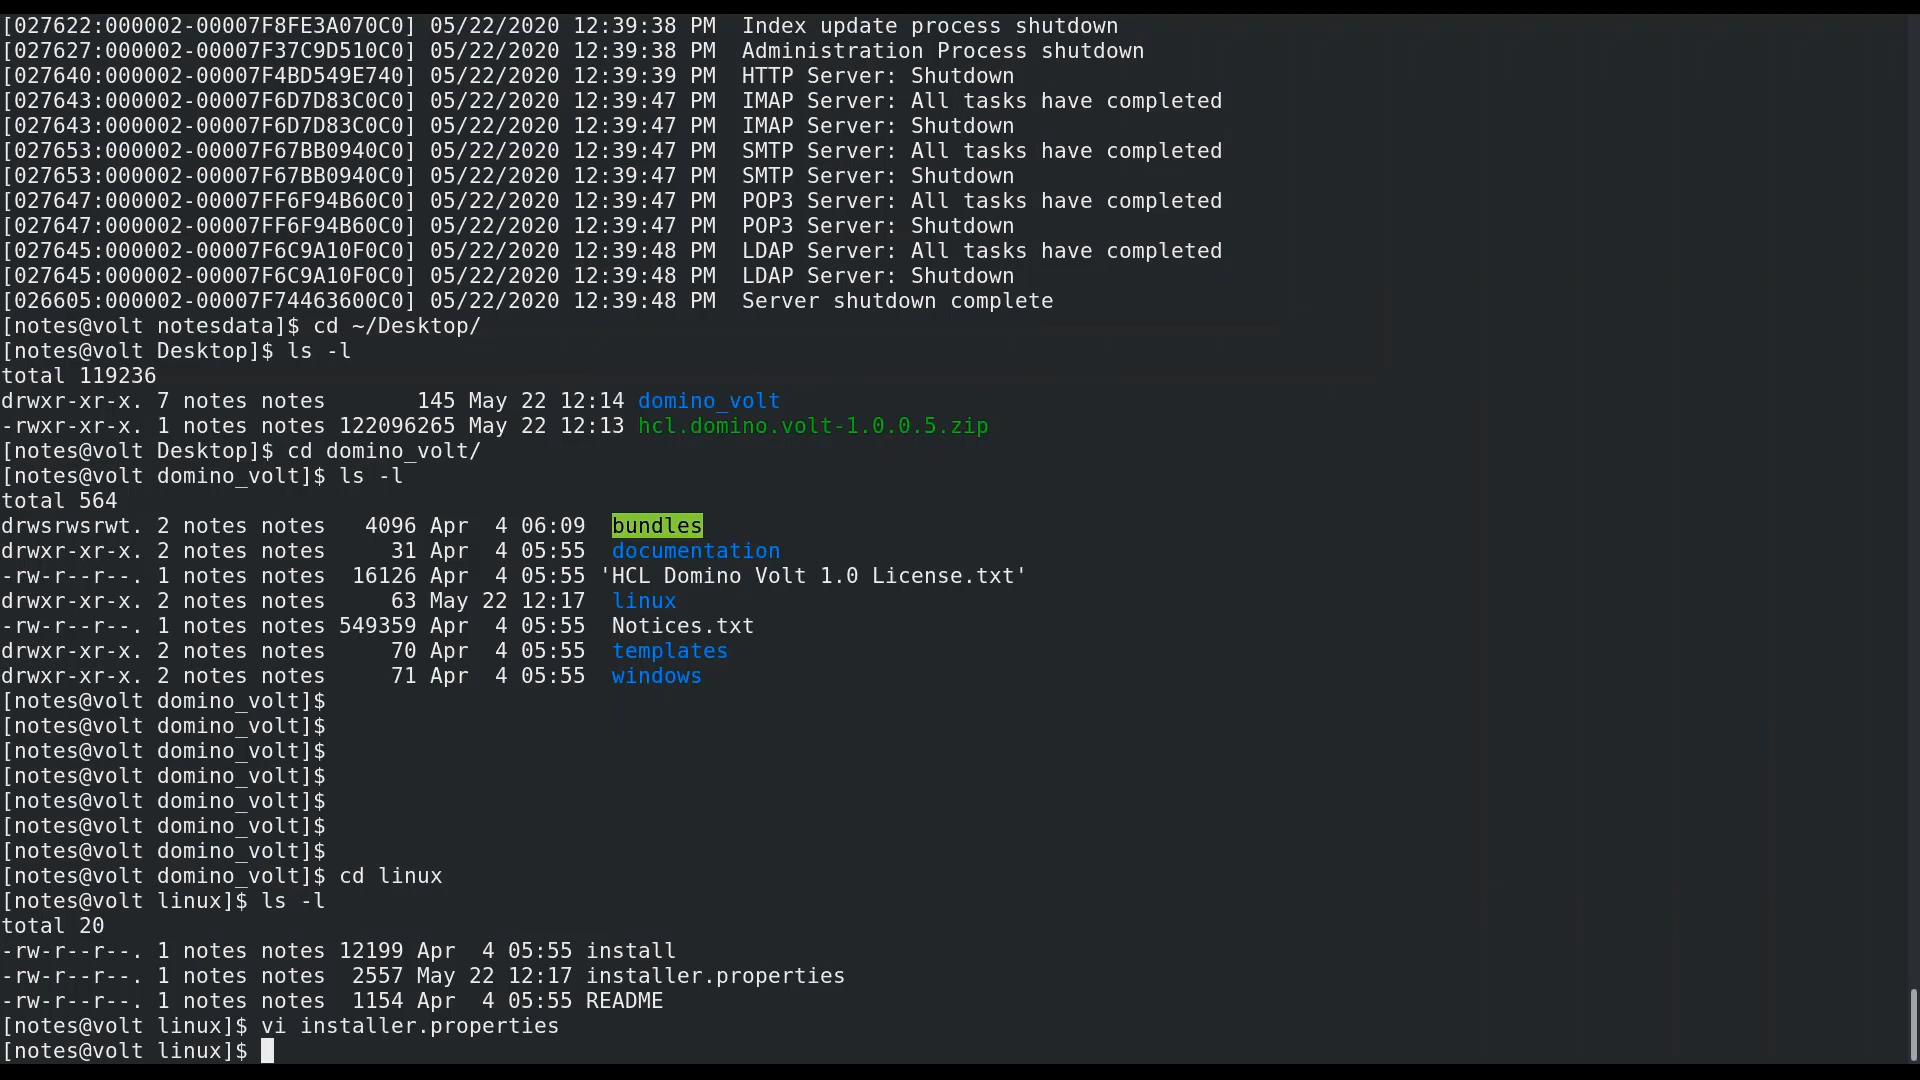 [027622:000002-00007F8FE3A070C0] 05/22/2020 12:39:38 PM  Index update process shutdown
[027627:000002-00007F37C9D510C0] 05/22/2020 12:39:38 PM  Administration Process shutdown
[027640:000002-00007F4BD549E740] 05/22/2020 12:39:39 PM  HTTP Server: Shutdown
[027643:000002-00007F6D7D83C0C0] 05/22/2020 12:39:47 PM  IMAP Server: All tasks have completed
[027643:000002-00007F6D7D83C0C0] 05/22/2020 12:39:47 PM  IMAP Server: Shutdown
[027653:000002-00007F67BB0940C0] 05/22/2020 12:39:47 PM  SMTP Server: All tasks have completed
[027653:000002-00007F67BB0940C0] 05/22/2020 12:39:47 PM  SMTP Server: Shutdown
[027647:000002-00007FF6F94B60C0] 05/22/2020 12:39:47 PM  POP3 Server: All tasks have completed
[027647:000002-00007FF6F94B60C0] 05/22/2020 12:39:47 PM  POP3 Server: Shutdown
[027645:000002-00007F6C9A10F0C0] 05/22/2020 12:39:48 PM  LDAP Server: All tasks have completed
[027645:000002-00007F6C9A10F0C0] 05/22/2020 12:39:48 PM  LDAP Server: Shutdown
[026605:000002-00007F74463600C0] 05/22/2020 12:39:48 PM  Server shutdown complete
[notes@volt notesdata]$ cd ~/Desktop/
[notes@volt Desktop]$ ls -l
total 119236
drwxr-xr-x. 7 notes notes       145 May 22 12:14 domino_volt
-rwxr-xr-x. 1 notes notes 122096265 May 22 12:13 hcl.domino.volt-1.0.0.5.zip
[notes@volt Desktop]$ cd domino_volt/
[notes@volt domino_volt]$ ls -l
total 564
drwsrwsrwt. 2 notes notes   4096 Apr  4 06:09  bundles
drwxr-xr-x. 2 notes notes     31 Apr  4 05:55  documentation
-rw-r--r--. 1 notes notes  16126 Apr  4 05:55 'HCL Domino Volt 1.0 License.txt'
drwxr-xr-x. 2 notes notes     63 May 22 12:17  linux
-rw-r--r--. 1 notes notes 549359 Apr  4 05:55  Notices.txt
drwxr-xr-x. 2 notes notes     70 Apr  4 05:55  templates
drwxr-xr-x. 2 notes notes     71 Apr  4 05:55  windows
[notes@volt domino_volt]$
[notes@volt domino_volt]$
[notes@volt domino_volt]$
[notes@volt domino_volt]$
[notes@volt domino_volt]$
[notes@volt domino_volt]$
[notes@volt domino_volt]$
[notes@volt domino_volt]$ cd linux
[notes@volt linux]$ ls -l
total 20
-rw-r--r--. 1 notes notes 12199 Apr  4 05:55 install
-rw-r--r--. 1 notes notes  2557 May 22 12:17 installer.properties
-rw-r--r--. 1 notes notes  1154 Apr  4 05:55 README
[notes@volt linux]$ vi installer.properties
[notes@volt linux]$